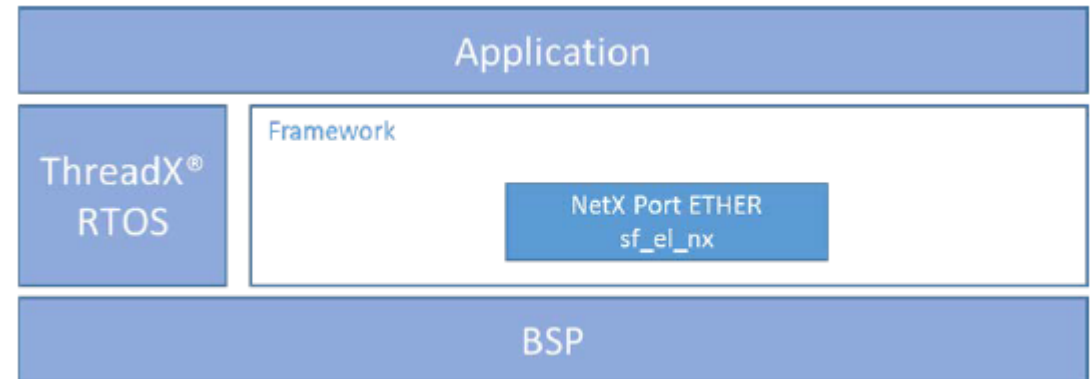 Application
ThreadX®
RTOS
Framework
NetX Port ETHER
sf_el_nx
BSP